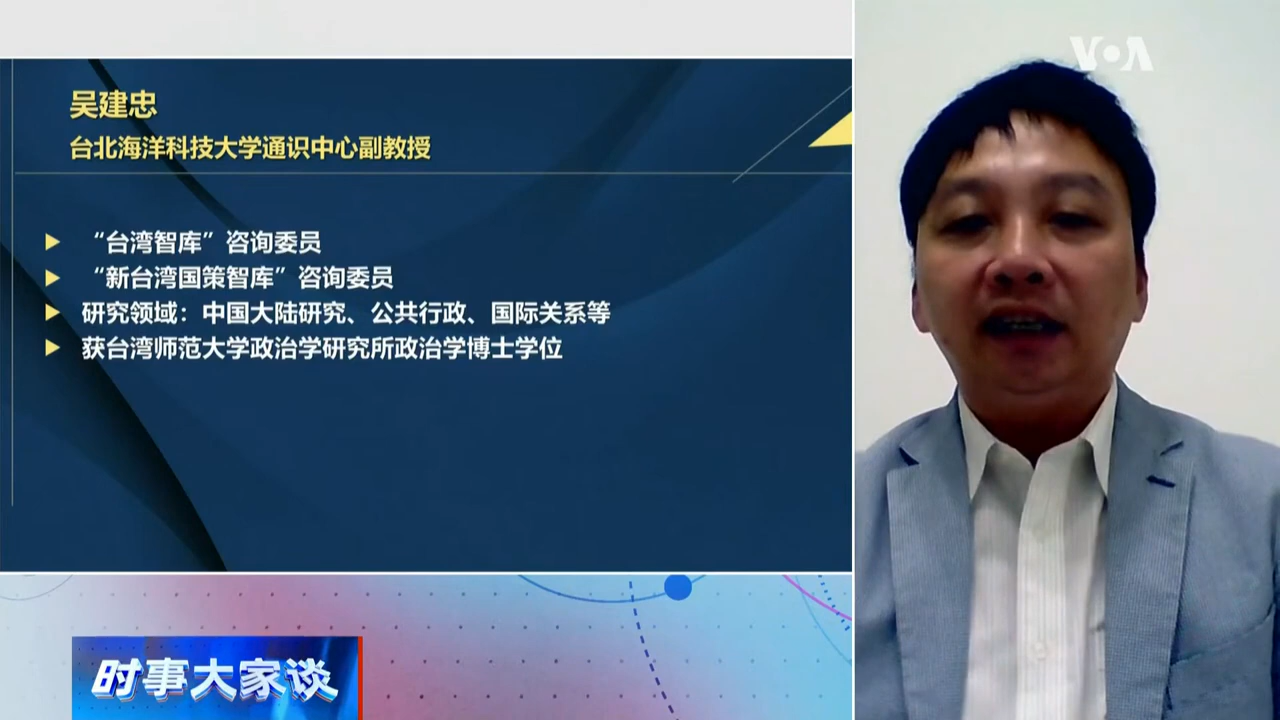 吴建忠
台北海洋科技大学通识中心副教授
“台湾智库”咨询委员
“新台湾国策智库”咨询委员
研究领域：中国大陆研究、公共行政、国际关系等
获台湾师范大学政治学研究所政治学博士学位
时事大家谈
VOA